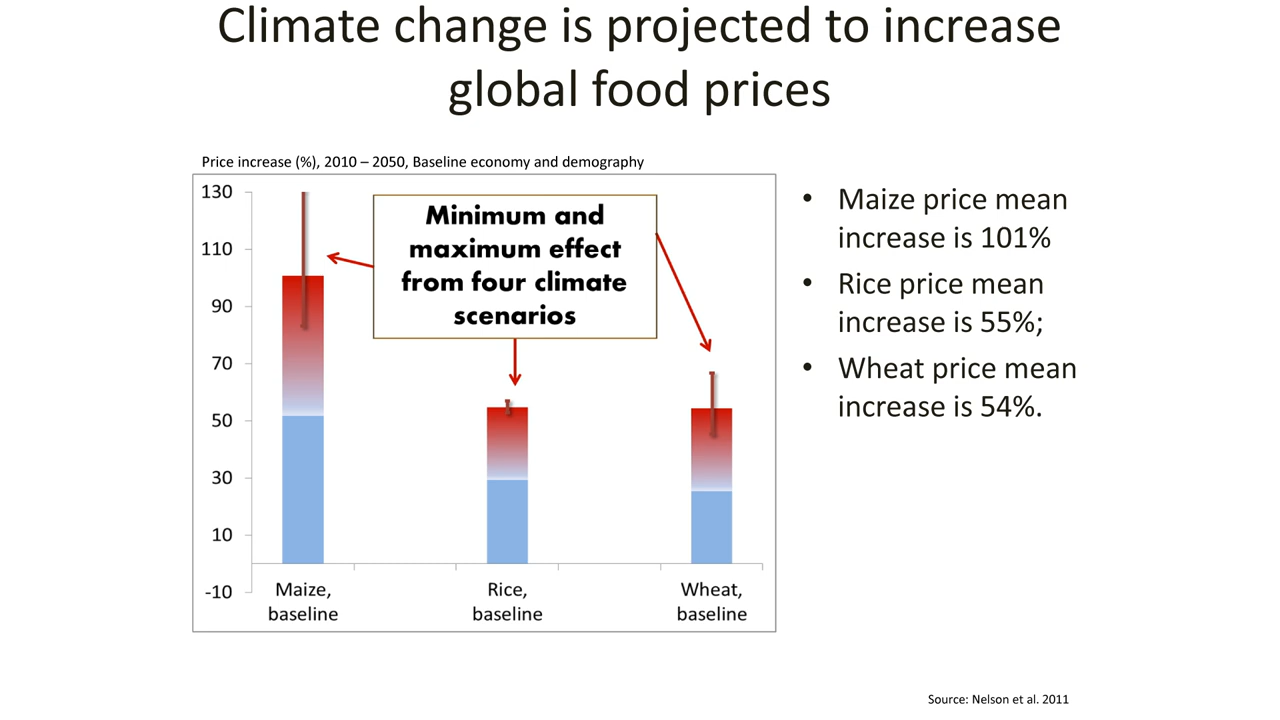 Climate change is projected to increase
global food prices
Price increase (%), 2010 – 2050, Baseline economy and demography
130
110
90
70
50
30
10
-10
Minimum and
maximum effect
from four climate
scenarios
Maize,
baseline
Rice,
baseline
Wheat,
baseline
• Maize price mean
increase is 101%
• Rice price mean
increase is 55%;
• Wheat price mean
increase is 54%.
Source: Nelson et al. 2011